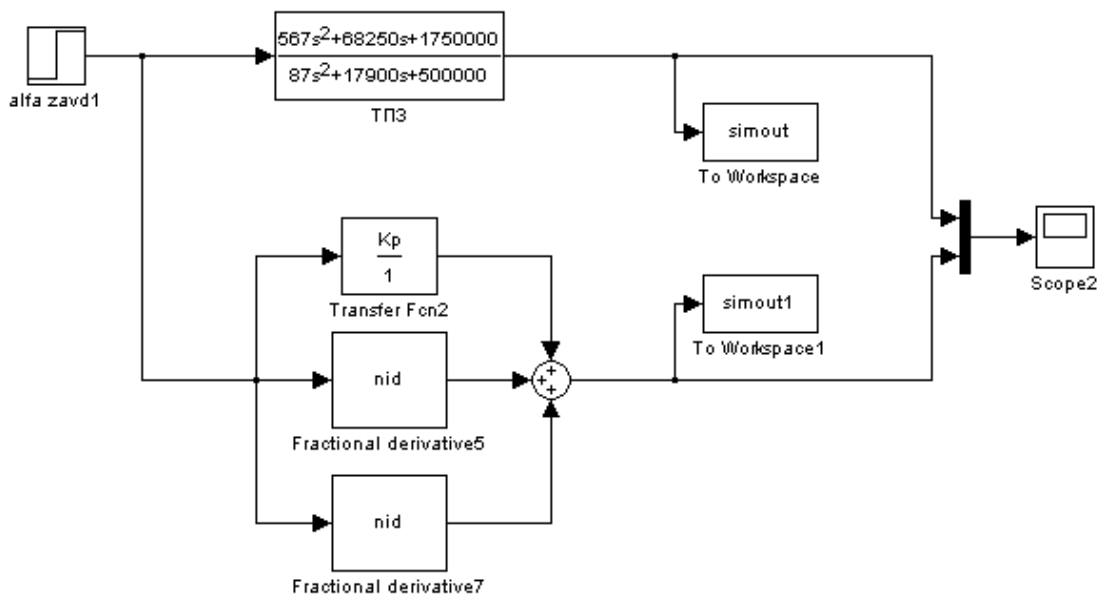 567s²+68250s+1750000
87s²+17900s+500000
alfa zavd1
ТПЗ
simout
To Workspace
Kp
1
Transfer Fcn2
simout1
To Workspace1
Scope2
+
+
+
nid
Fractional derivative5
nid
Fractional derivative7